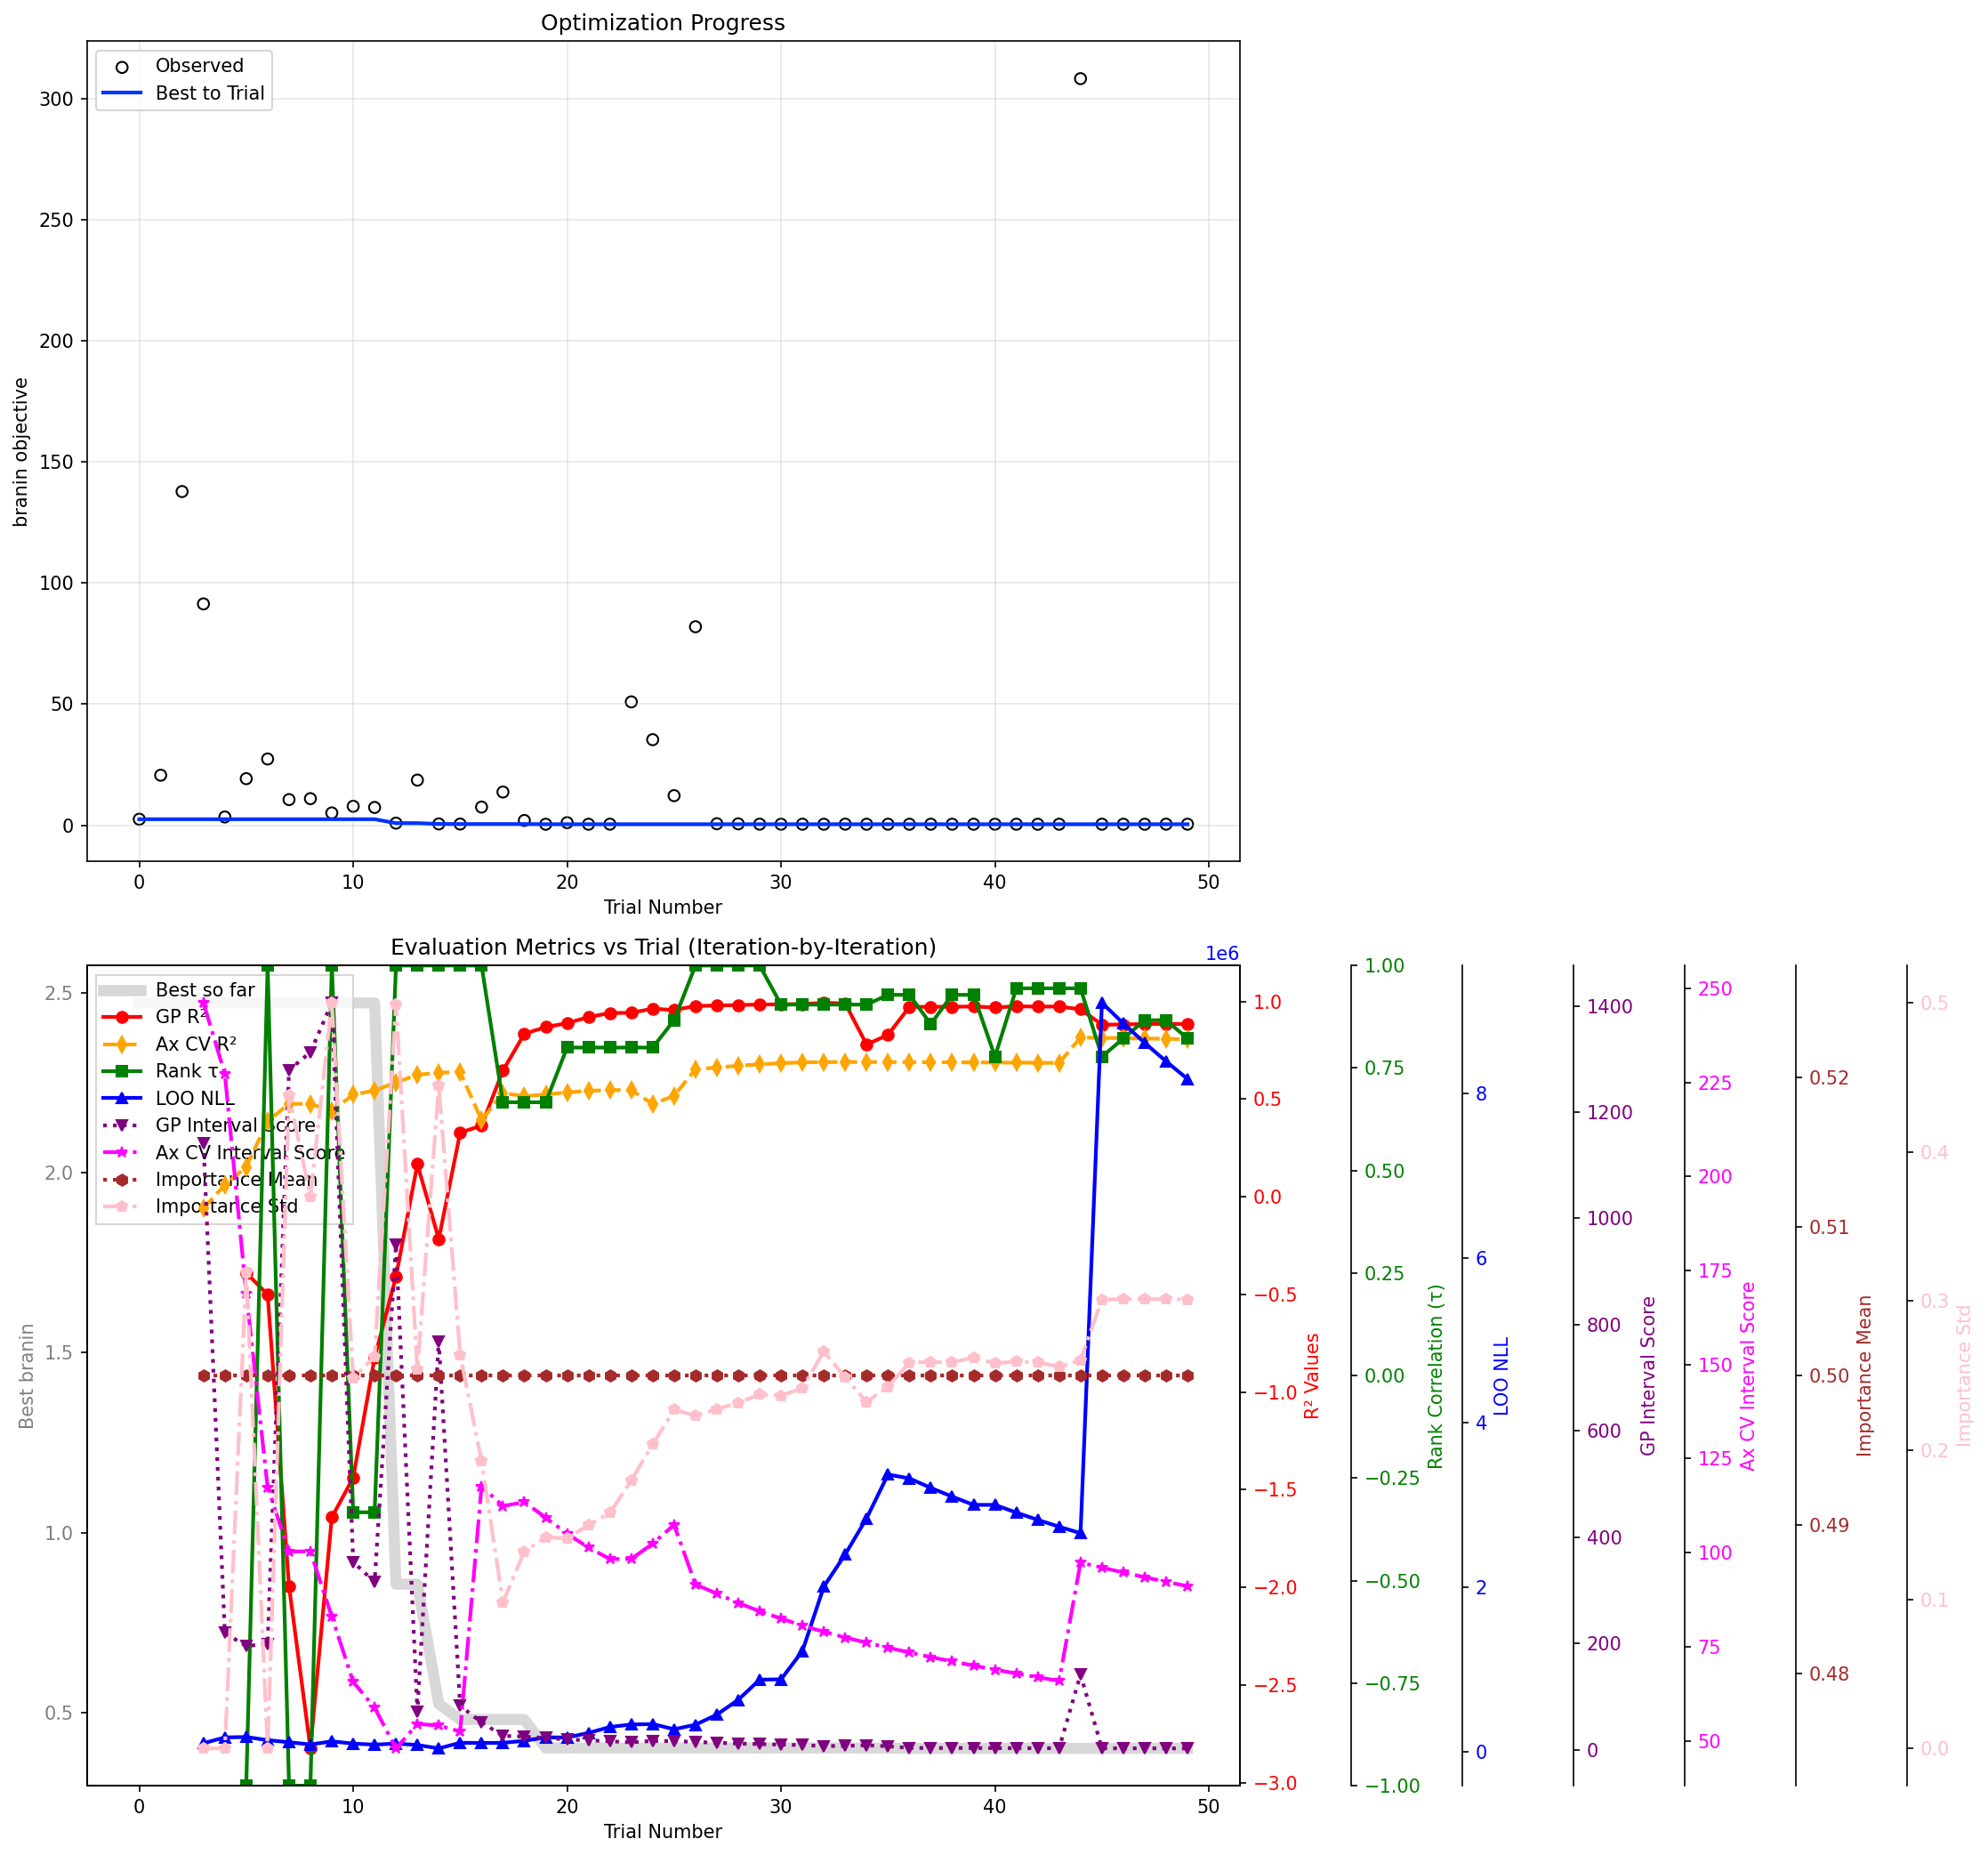 Optimization Progress
Observed
Best to Trial
300
250
200
150
100
50
0
branin objective
0 10 20 30 40 50
Trial Number
Evaluation Metrics vs Trial (Iteration-by-Iteration)
1e6
Best so far
GP R²
Ax CV R²
Rank τ
LOO NLL
GP Interval Score
Ax CV Interval Score
Importance Mean
Importance Std
2.5
2.0
1.5
1.0
0.5
Best branin
0 10 20 30 40 50
Trial Number
1.0
0.5
0.0
−0.5
−1.0
−1.5
−2.0
−2.5
−3.0
R² Values
1.00
0.75
0.50
0.25
0.00
−0.25
−0.50
−0.75
−1.00
Rank Correlation (τ)
8
6
4
2
0
LOO NLL
1400
1200
1000
800
600
400
200
0
GP Interval Score
250
225
200
175
150
125
100
75
50
Ax CV Interval Score
0.52
0.51
0.50
0.49
0.48
Importance Mean
0.5
0.4
0.3
0.2
0.1
0.0
Importance Std